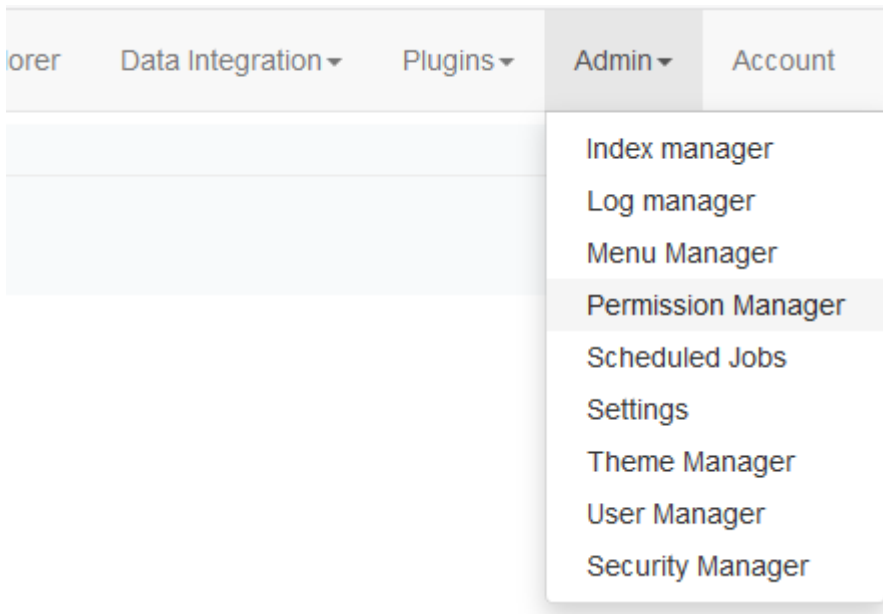 lorer Data Integration Plugins Admin Account
Index manager
Log manager
Menu Manager
Permission Manager
Scheduled Jobs
Settings
Theme Manager
User Manager
Security Manager